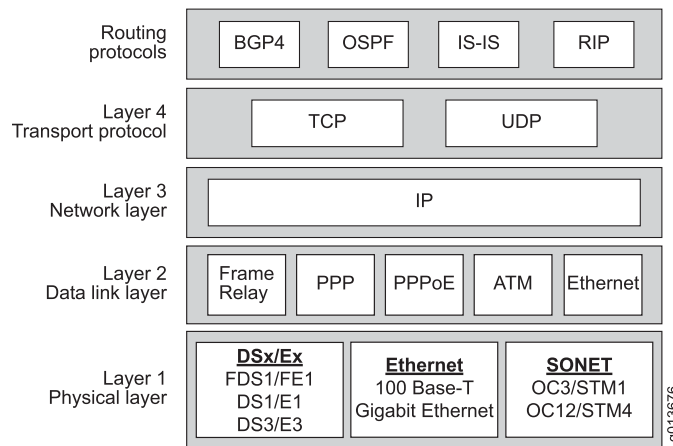 Routing
protocols
BGP4
OSPF
IS-IS
RIP
Layer 4
Transport protocol
TCP
UDP
Layer 3
Network layer
IP
Layer 2
Data link layer
Frame
Relay
PPP
PPPoE
ATM
Ethernet
Layer 1
Physical layer
DSx/Ex
FDS1/FE1
DS1/E1
DS3/E3
Ethernet
100 Base-T
Gigabit Ethernet
SONET
OC3/STM1
OC12/STM4
g013676